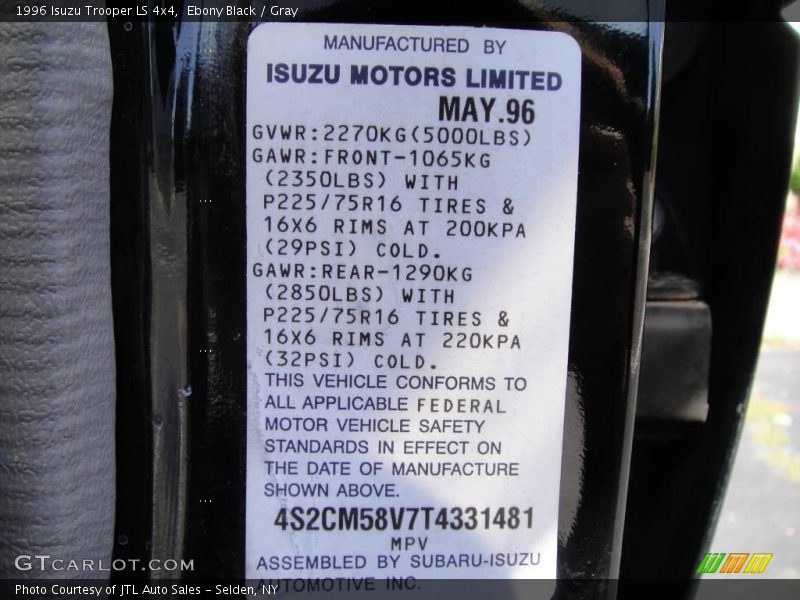 1996 Isuzu Trooper LS 4x4, Ebony Black / Gray
MANUFACTURED BY
ISUZU MOTORS LIMITED
MAY.96
GVWR:2270KG(5000LBS)
GAWR:FRONT-1065KG
(2350LBS) WITH
P225/75R16 TIRES &
16X6 RIMS AT 200KPA
(29PSI) COLD.
GAWR:REAR-1290KG
(2850LBS) WITH
P225/75R16 TIRES &
16X6 RIMS AT 220KPA
(32PSI) COLD.
THIS VEHICLE CONFORMS TO
ALL APPLICABLE FEDERAL
MOTOR VEHICLE SAFETY
STANDARDS IN EFFECT ON
THE DATE OF MANUFACTURE
SHOWN ABOVE.
4S2CM58V7T4331481
MPV
ASSEMBLED BY SUBARU-ISUZU
AUTOMOTIVE INC.
GTCARLOT.COM
Photo Courtesy of JTL Auto Sales - Selden, NY